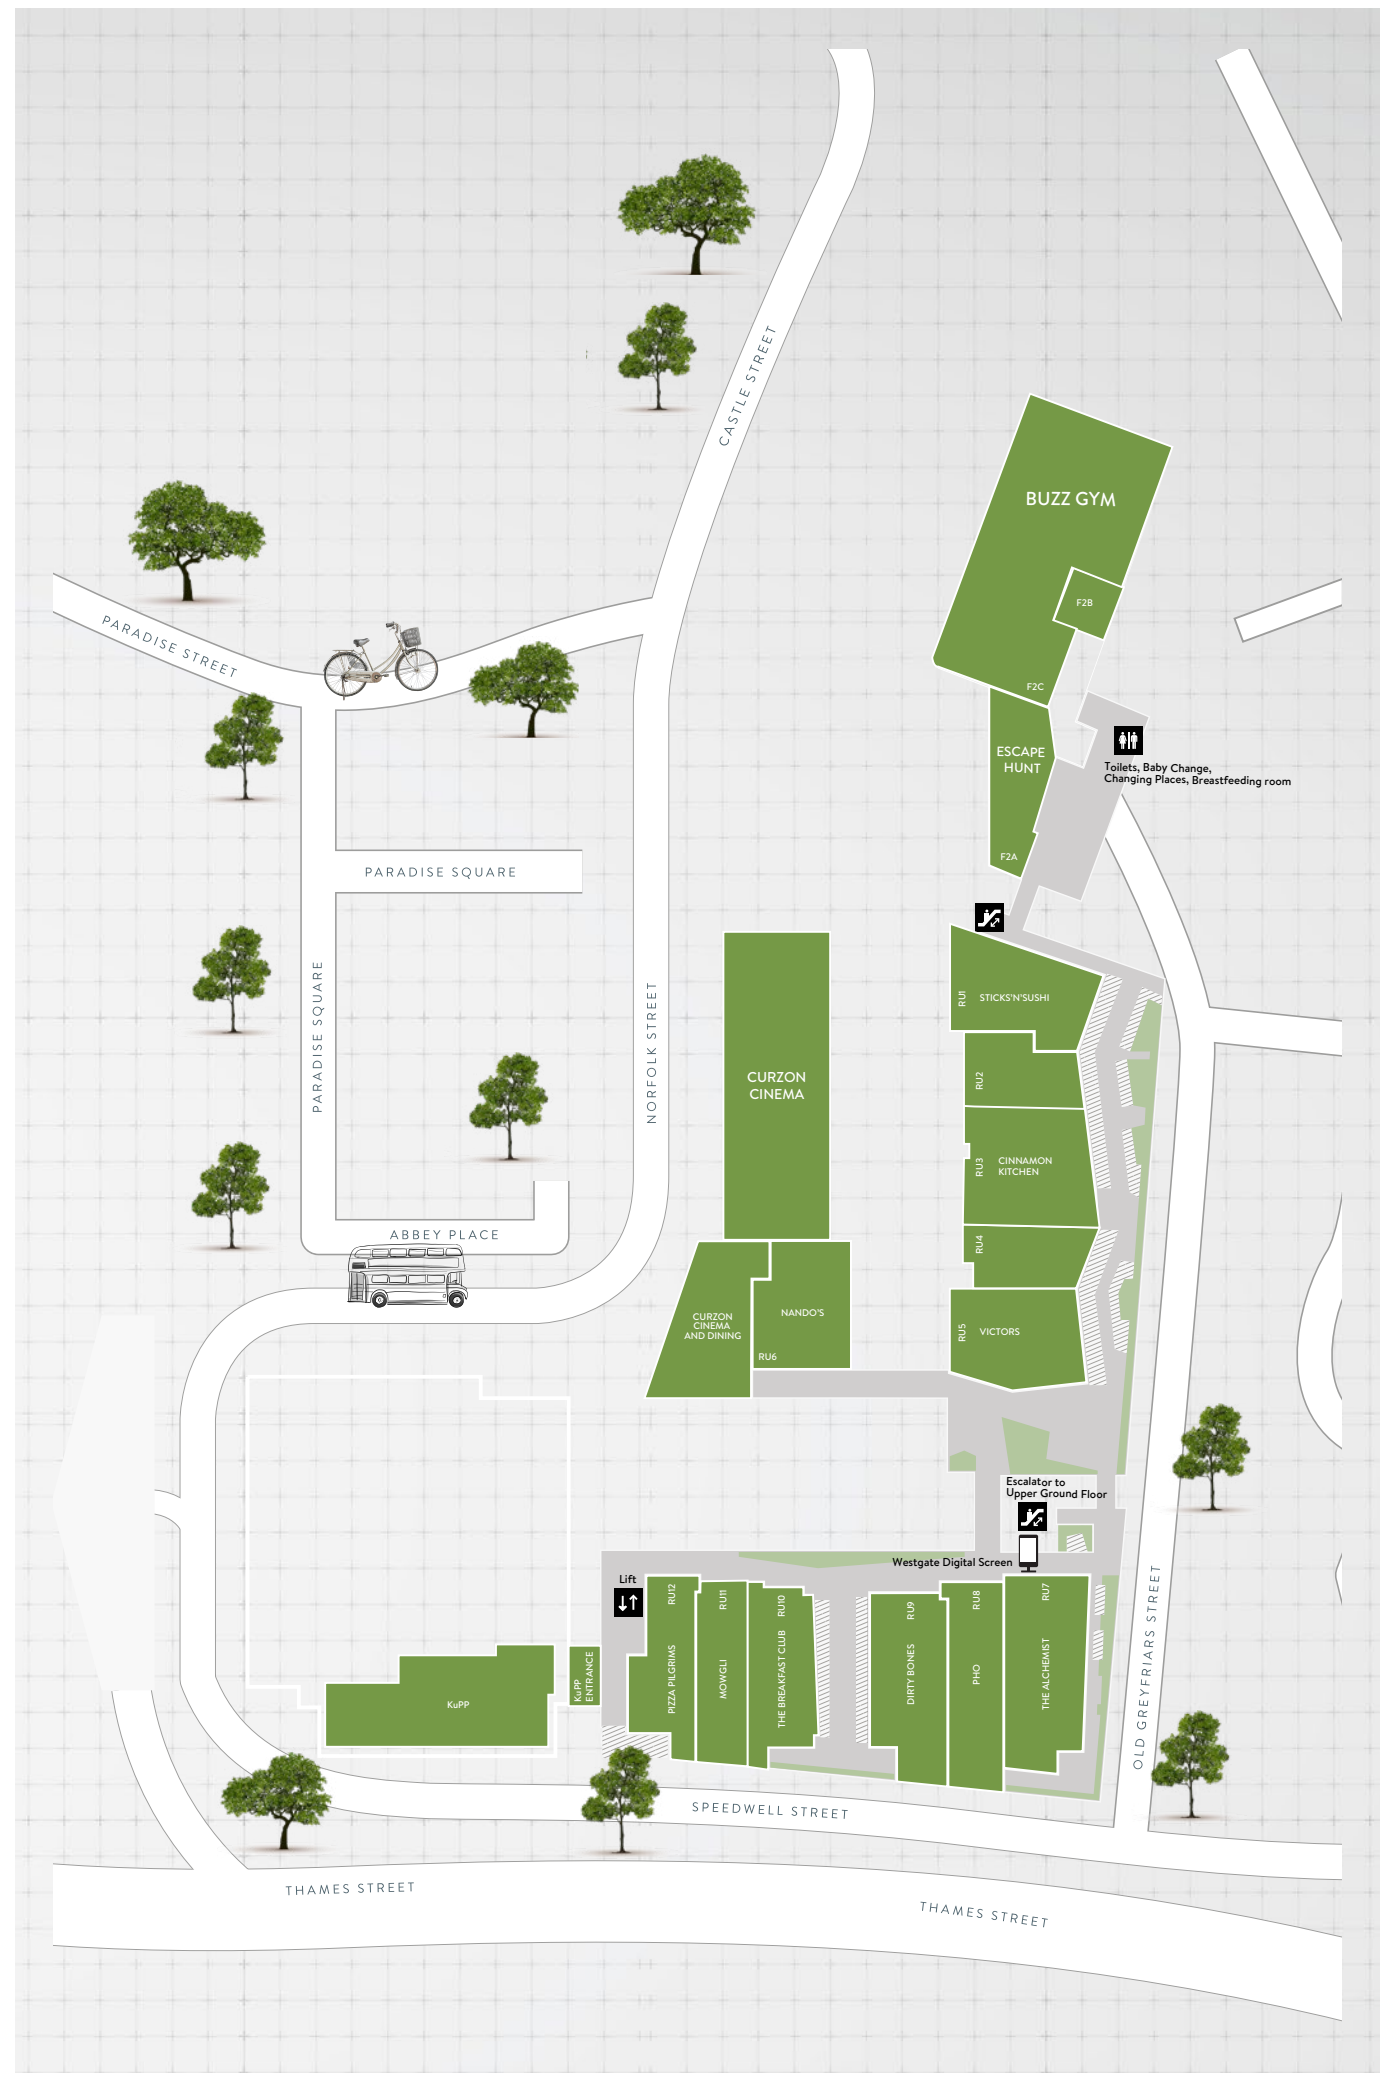 CASTLE STREET
BUZZ GYM
F2B
PARADISE STREET
F2C
ESCAPE
HUNT
Toilets, Baby Change,
Changing Places, Breastfeeding room
F2A
PARADISE SQUARE
PARADISE SQUARE
NORFOLK STREET
RU1
STICKS'N'SUSHI
CURZON
CINEMA
RU2
RU3
CINNAMON
KITCHEN
ABBEY PLACE
RU4
CURZON
CINEMA
AND DINING
NANDO'S
RU6
RU5
VICTORS
Escalator to
Upper Ground Floor
Westgate Digital Screen
Lift
RU12
PIZZA PILGRIMS
RU11
MOWGLI
RU10
THE BREAKFAST CLUB
RU9
DIRTY BONES
RU8
PHO
RU7
THE ALCHEMIST
OLD GREYFRIARS STREET
KuPP
KuPP
ENTRANCE
SPEEDWELL STREET
THAMES STREET
THAMES STREET